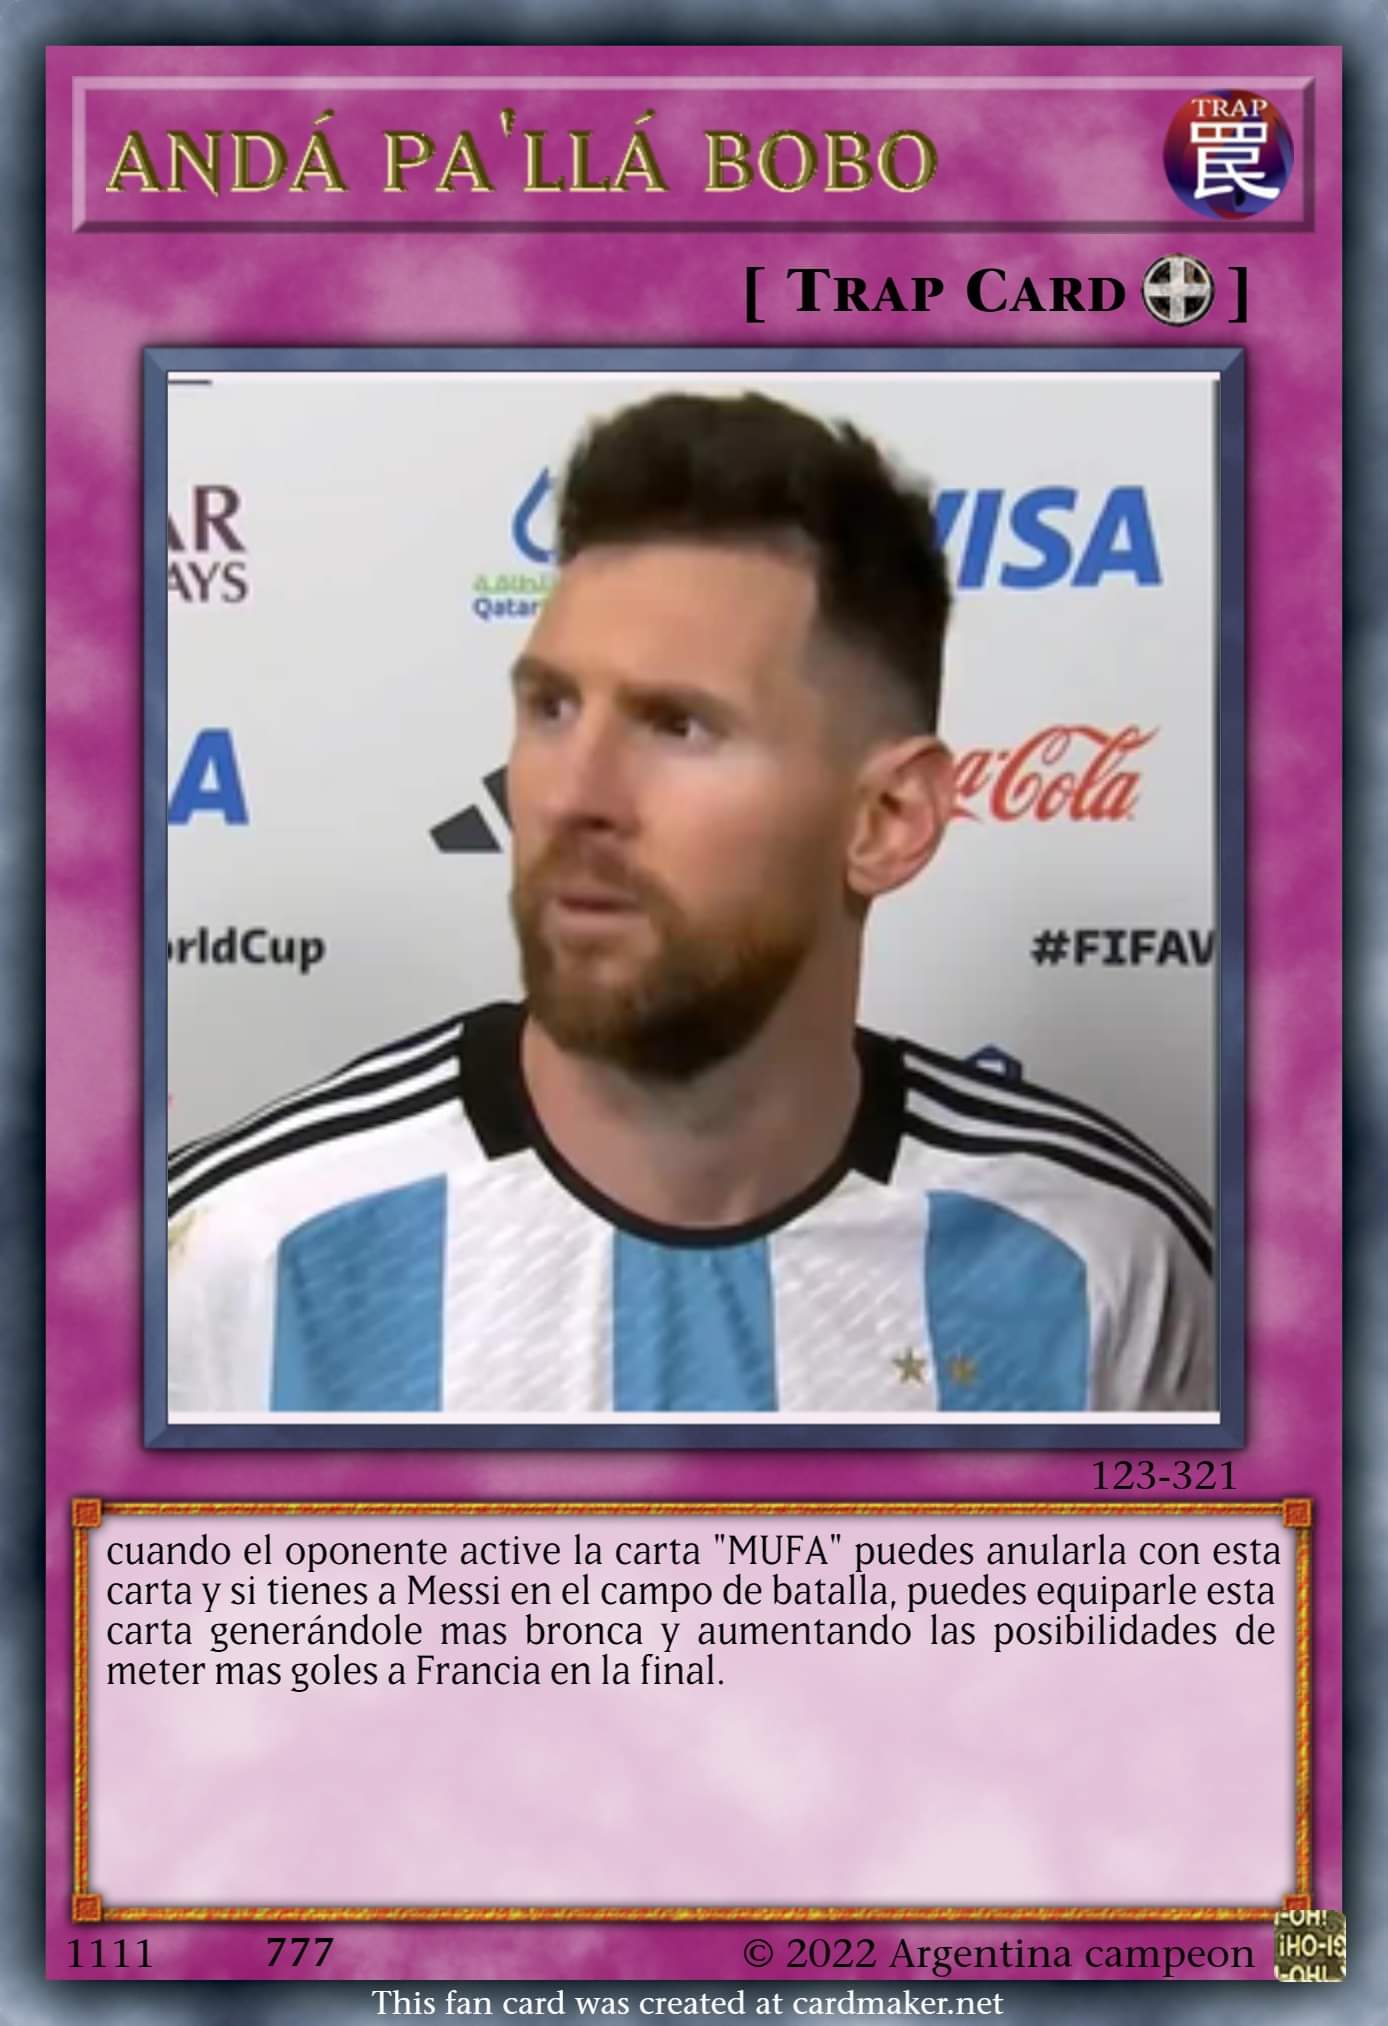 ANDÁ PA'LLÁ BOBO
TRAP
罠
[ TRAP CARD ]
AR
AYS
Qatar
VISA
A
a-Cola
orldCup
#FIFAW
123-321
cuando el oponente active la carta "MUFA" puedes anularla con esta
carta y si tienes a Messi en el campo de batalla, puedes equiparle esta
carta generándole mas bronca y aumentando las posibilidades de
meter mas goles a Francia en la final.
1111 777 © 2022 Argentina campeon
This fan card was created at cardmaker.net